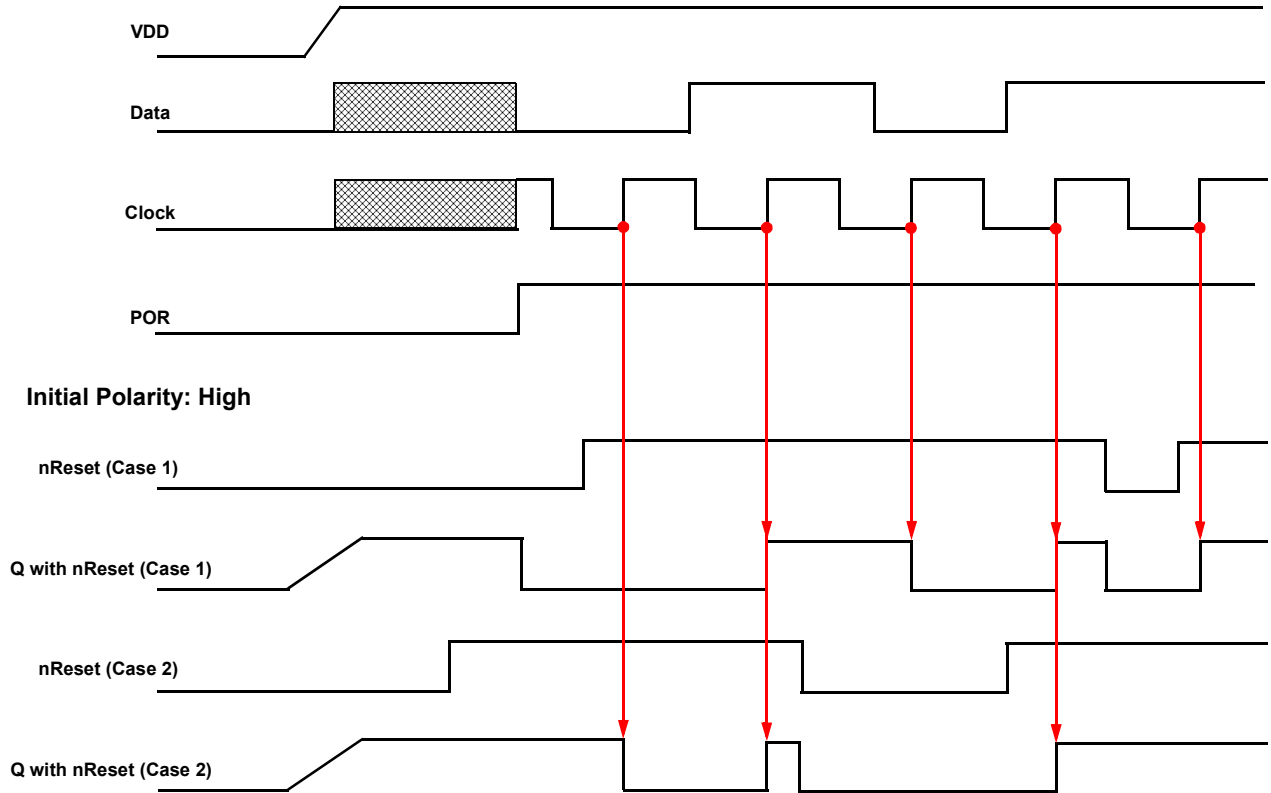 VDD
Data
Clock
POR
Initial Polarity: High
nReset (Case 1)
Q with nReset (Case 1)
nReset (Case 2)
Q with nReset (Case 2)